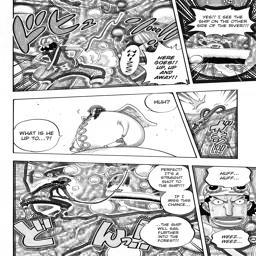 YES!! I SEE THE
SHIP ON THE OTHER
SIDE OF THE RIVER!!!
HERE
GOES!!
UP, UP
AND
AWAY!!
HUH?
WHAT IS HE
UP TO...?!
PERFECT!
IT'S A
STRAIGHT
SHOT TO
THE SHIP!!!
IF I
MISS THIS
CHANCE...
...THE SHIP
WILL SAIL
FURTHER
INTO THE
FOREST!!!
HUFF...
WEEZ...
WEEZ...